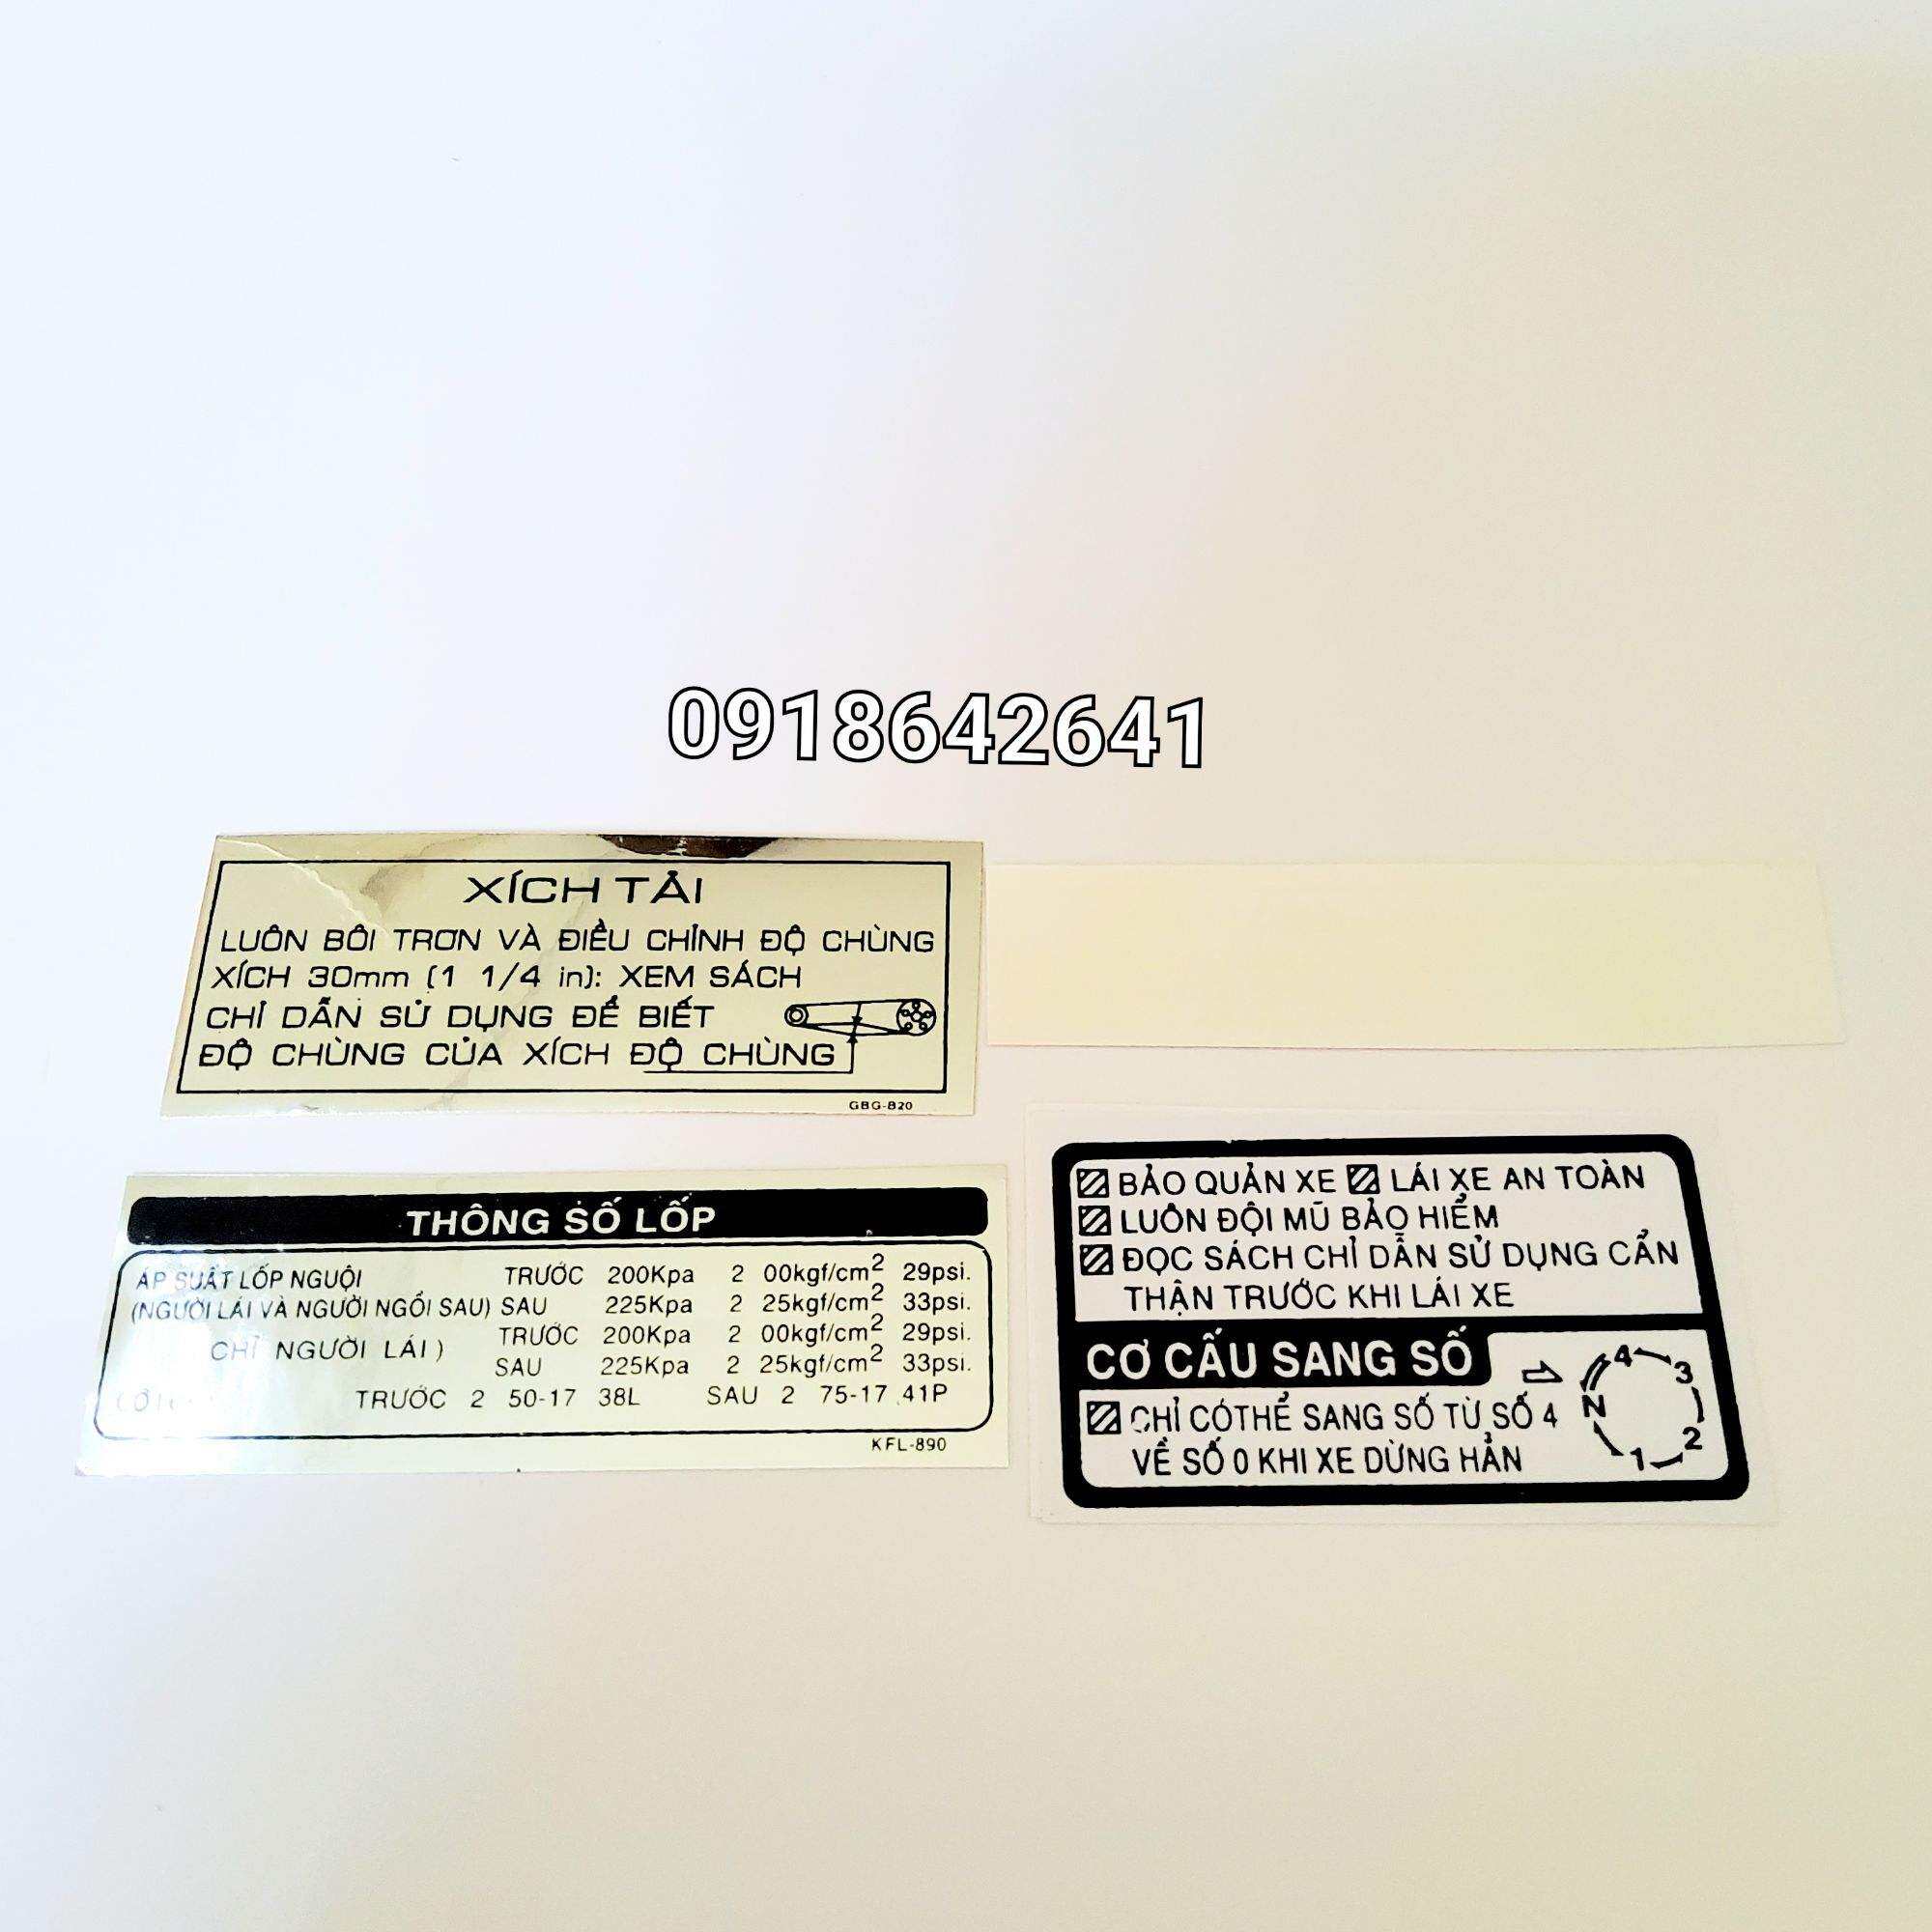 0918642641
XÍCH TẢI
LUÔN BÔI TRƠN VÀ ĐIỀU CHỈNH ĐỘ CHÙNG
XÍCH 30mm (1 1/4 in): XEM SÁCH
CHỈ DẪN SỬ DỤNG ĐỂ BIẾT
ĐỘ CHÙNG CỦA XÍCH ĐỘ CHÙNG
GBG-820
THÔNG SỐ LỐP
ÁP SUẤT LỐP NGUỘI TRƯỚC 200Kpa 2 00kgf/cm2 29psi.
(NGƯỜI LÁI VÀ NGƯỜI NGỒI SAU) SAU 225Kpa 2 25kgf/cm2 33psi.
TRƯỚC 200Kpa 2 00kgf/cm2 29psi.
CHỈ NGƯỜI LÁI )
SAU 225Kpa 2 25kgf/cm2 33psi.
TRƯỚC 2 50-17 38L SAU 2 75-17 41P
KFL-890
BẢO QUẢN XE LÁI XE AN TOÀN
LUÔN ĐỘI MŨ BẢO HIỂM
ĐỌC SÁCH CHỈ DẪN SỬ DỤNG CẨN
THẬN TRƯỚC KHI LÁI XE
CƠ CẤU SANG SỐ
CHỈ CÓTHỂ SANG SỐ TỪ SỐ 4
VỀ SỐ 0 KHI XE DỪNG HẲN
N 4 3 2 1